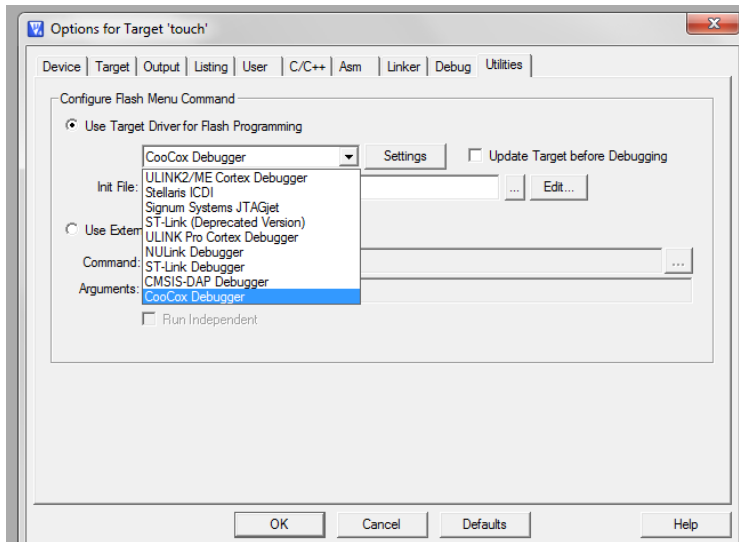 Options for Target 'touch'
Device Target Output Listing User C/C++ Asm Linker Debug Utilities
Configure Flash Menu Command
Use Target Driver for Flash Programming
CooCox Debugger Settings Update Target before Debugging
ULINK2/ME Cortex Debugger
Init File: Stellaris ICDI ... Edit...
Signum Systems JTAGjet
ST-Link (Deprecated Version)
Use Extern ULINK Pro Cortex Debugger
NULink Debugger
Command: ST-Link Debugger ...
CMSIS-DAP Debugger
Arguments: CooCox Debugger
Run Independent
OK Cancel Defaults Help